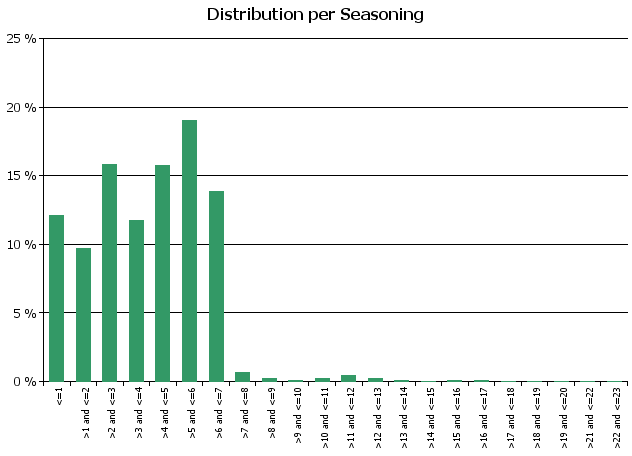 Distribution per Seasoning
25 %
20 %
15 %
10 %
5 %
0 %
<=1
>1 and <=2
>2 and <=3
>3 and <=4
>4 and <=5
>5 and <=6
>6 and <=7
>7 and <=8
>8 and <=9
>9 and <=10
>10 and <=11
>11 and <=12
>12 and <=13
>13 and <=14
>14 and <=15
>15 and <=16
>16 and <=17
>17 and <=18
>18 and <=19
>19 and <=20
>21 and <=22
>22 and <=23